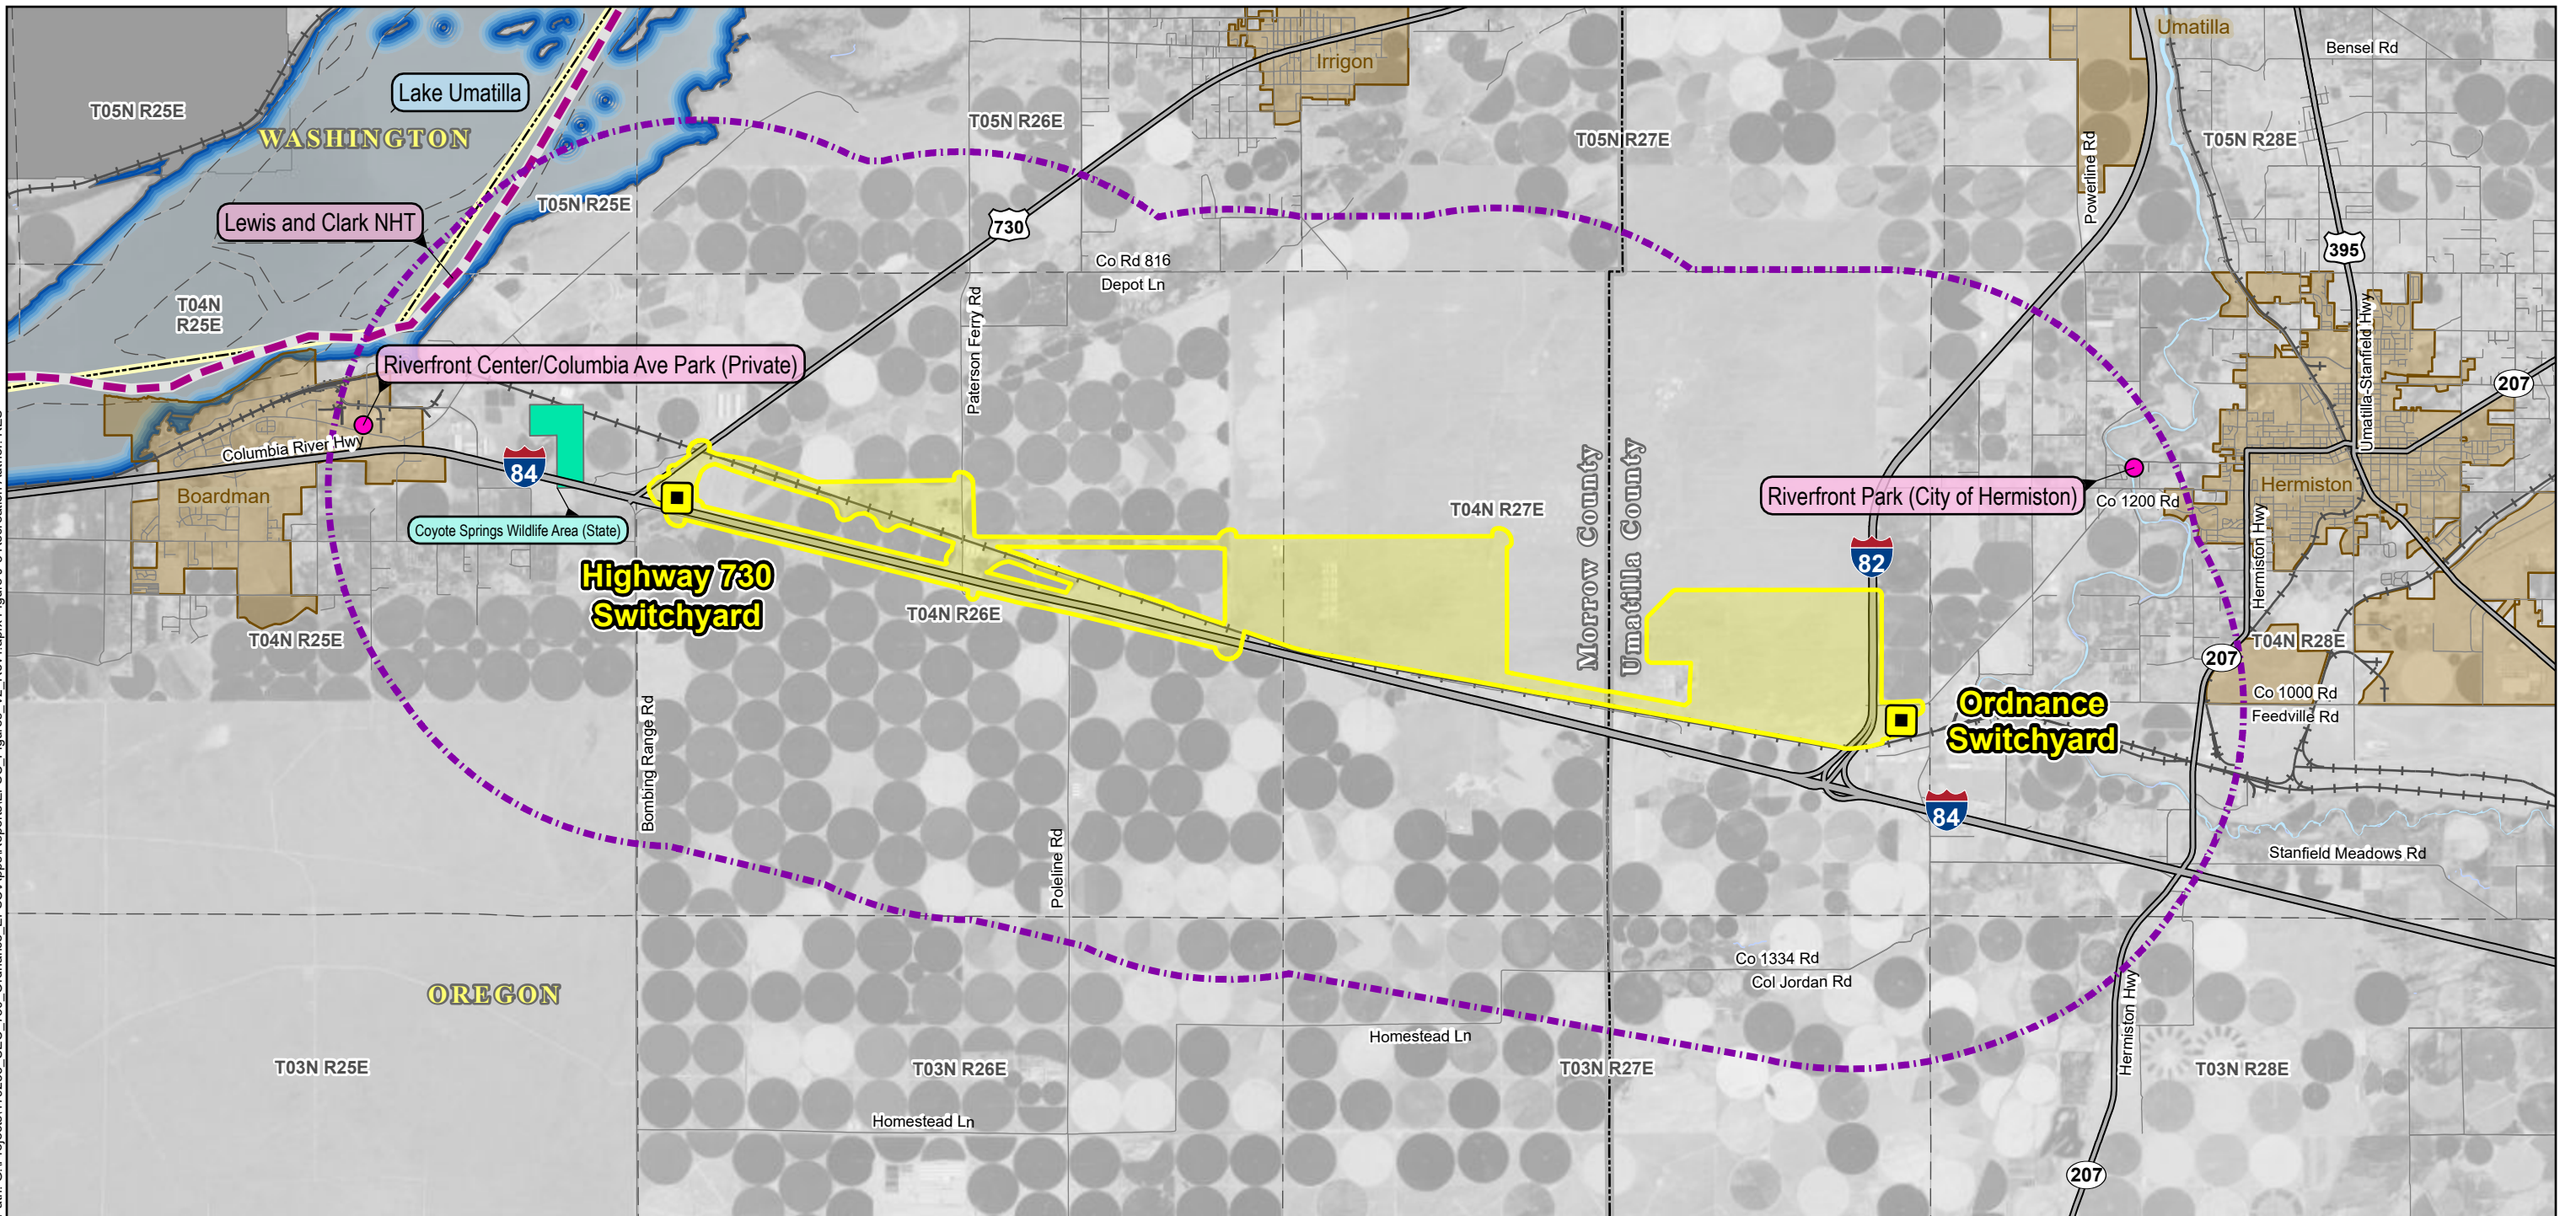 Umatilla
Bensel Rd
Irrigon
Lake Umatilla
T05N R25E
WASHINGTON
T05N R26E
T05N R27E
T05N R28E
Powerline Rd
T05N R25E
Lewis and Clark NHT
730
395
Co Rd 816
Depot Ln
T04N
R25E
Paterson Ferry Rd
Umatilla-Stanfield Hwy
Riverfront Center/Columbia Ave Park (Private)
207
Columbia River Hwy
84
Boardman
Coyote Springs Wildlife Area (State)
T04N R27E
Morrow County
Umatilla County
Riverfront Park (City of Hermiston)
Co 1200 Rd
Hermiston
Hermiston Hwy
82
Highway 730
Switchyard
T04N R26E
T04N R25E
T04N R28E
207
Co 1000 Rd
Feedville Rd
Ordnance
Switchyard
Bombing Range Rd
84
Poleline Rd
Stanfield Meadows Rd
OREGON
Co 1334 Rd
Col Jordan Rd
Hermiston Hwy
Homestead Ln
T03N R25E
T03N R26E
T03N R27E
T03N R28E
Homestead Ln
207